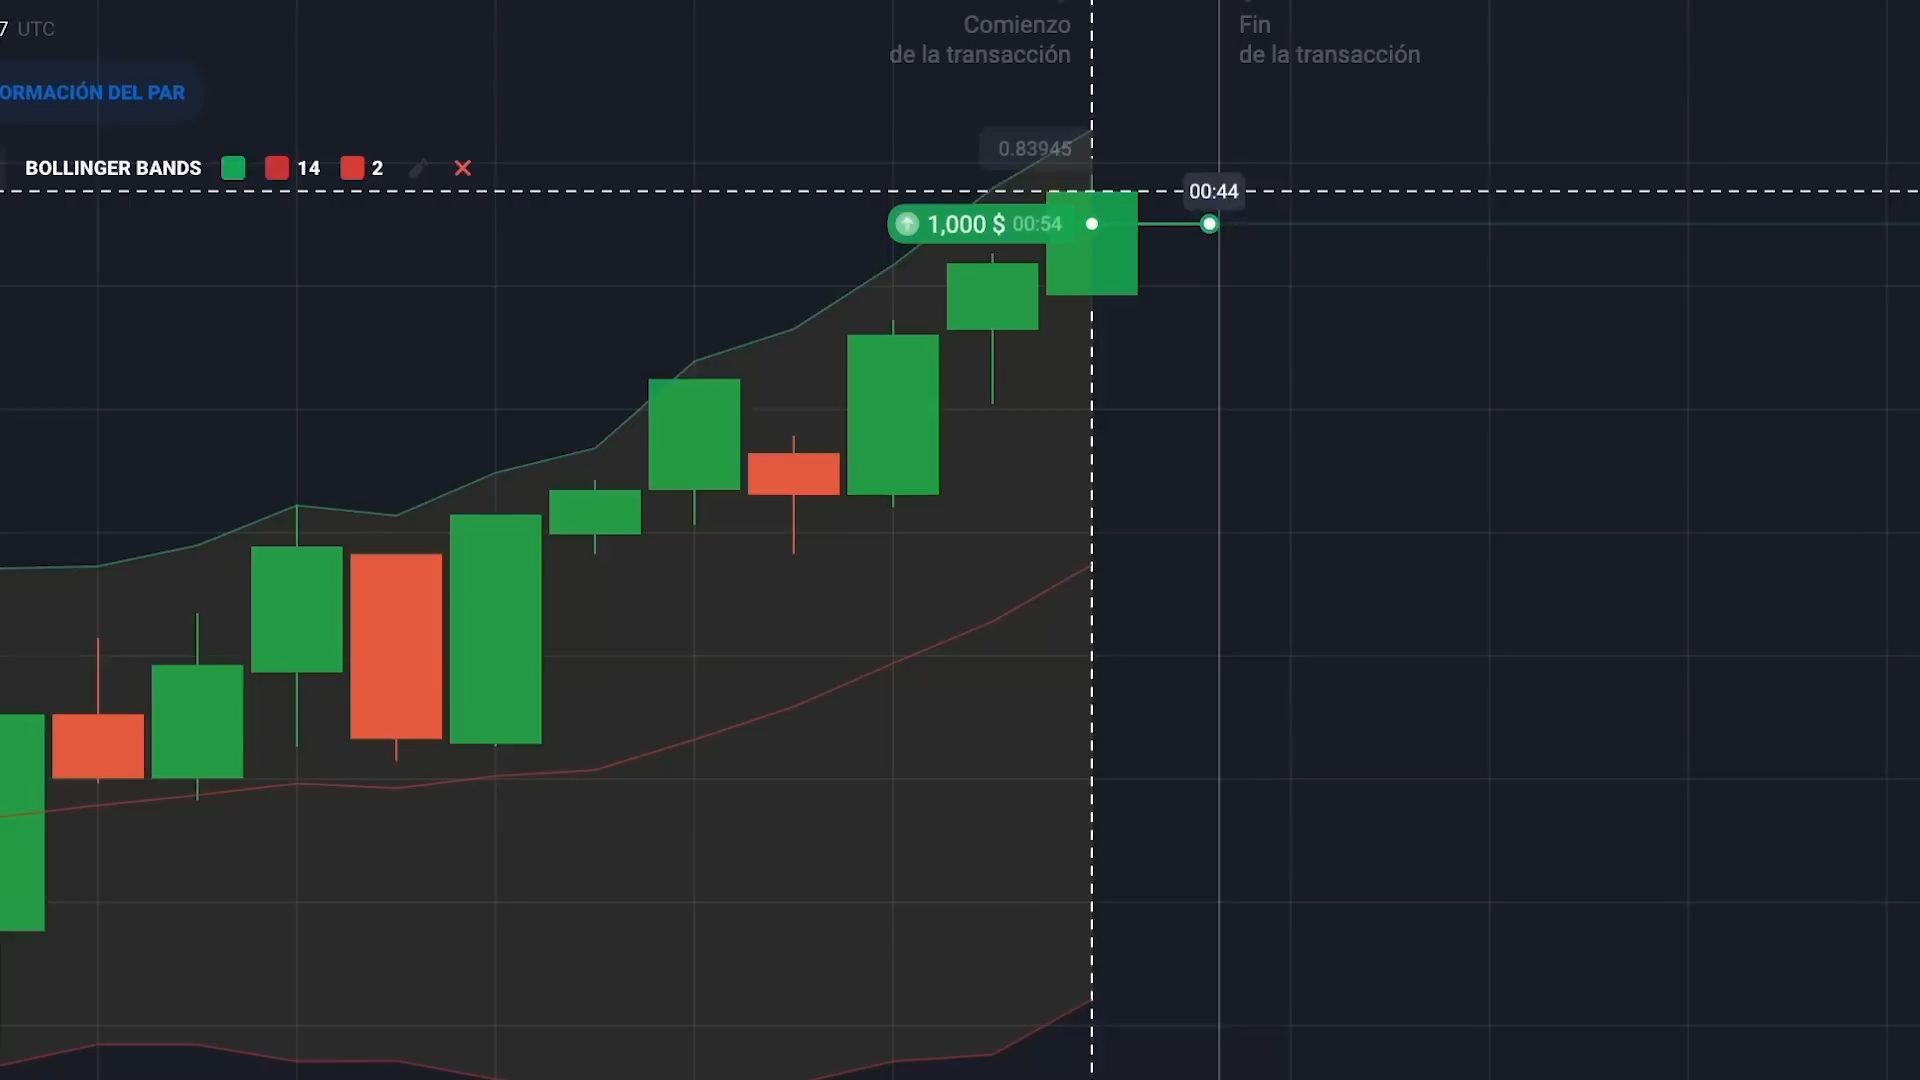 7 UTC
Comienzo
de la transacción
Fin
de la transacción
ORMACIÓN DEL PAR
0.83945
BOLLINGER BANDS 14 2
00:44
1,000 $ 00:54